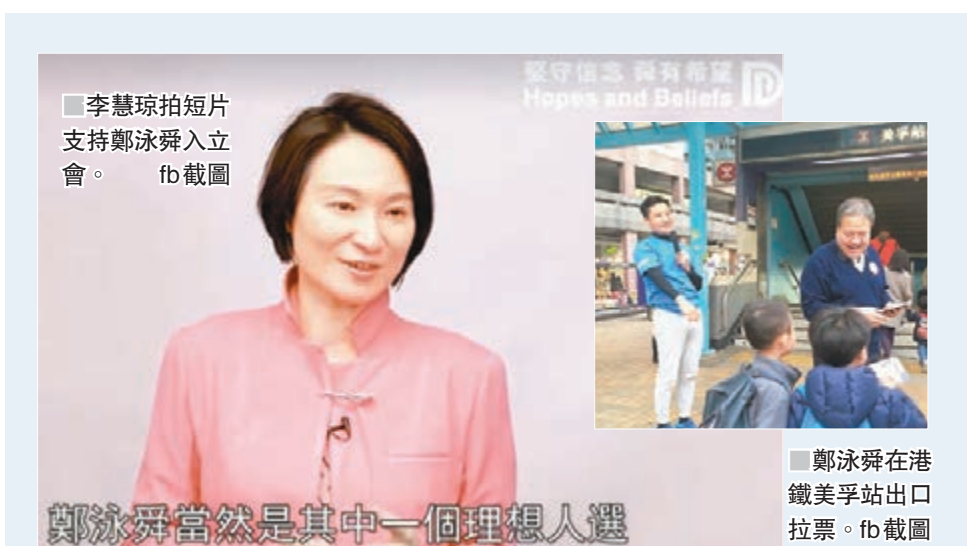 ■李慧琼拍短片
支持鄭泳舜入立
會。 fb截圖
堅守信念 舜有希望
Hopes and Beliefs
美孚站
鄭泳舜當然是其中一個理想人選
■鄭泳舜在港
鐵美孚站出口
拉票。fb截圖